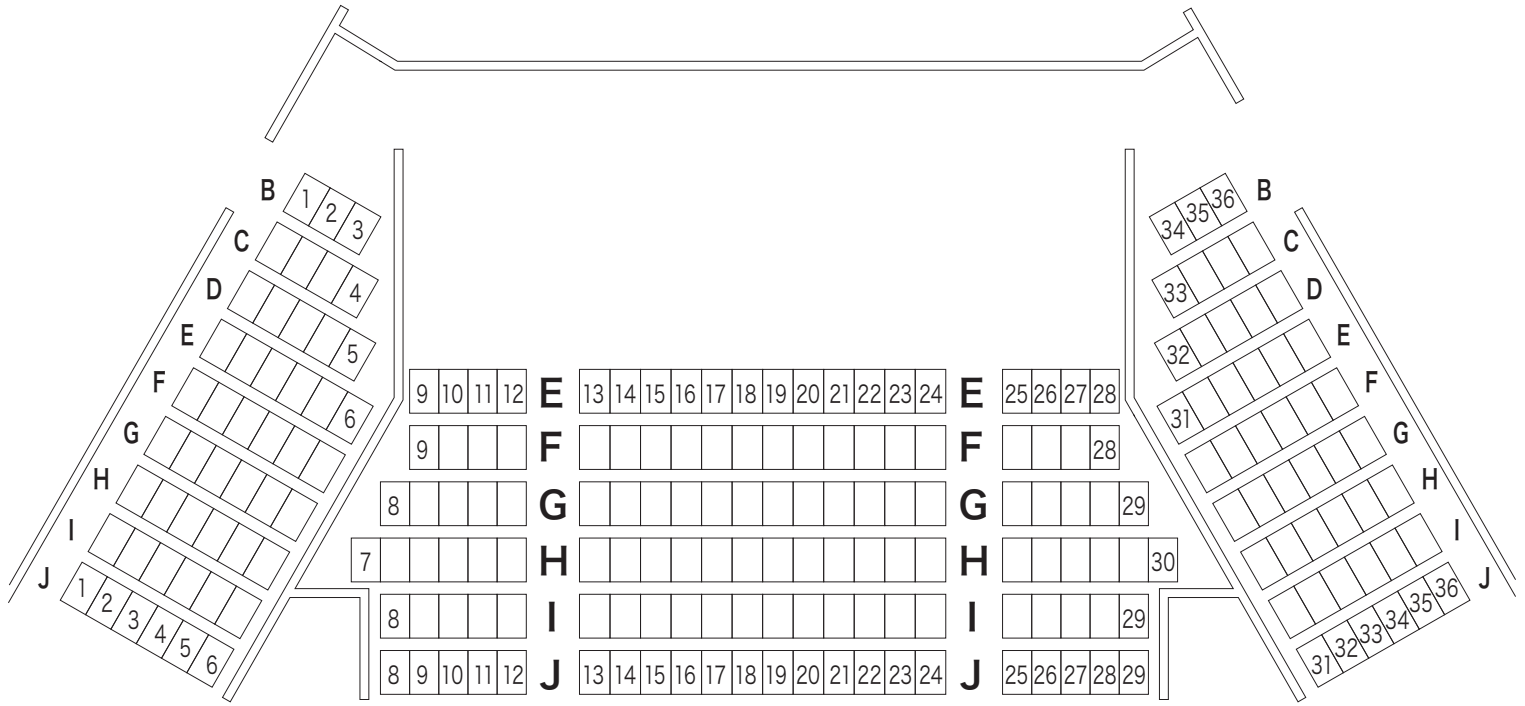 B 1 2 3
C 4
D 5
E 6
F
G
H
I
J 1 2 3 4 5 6
9 10 11 12 E 13 14 15 16 17 18 19 20 21 22 23 24 E 25 26 27 28
9 F F 28
8 G G 29
7 H H 30
8 I I 29
8 9 10 11 12 J 13 14 15 16 17 18 19 20 21 22 23 24 J 25 26 27 28 29
34 35 36 B
33 C
32 D
31 E
F
G
H
I
31 32 33 34 35 36 J